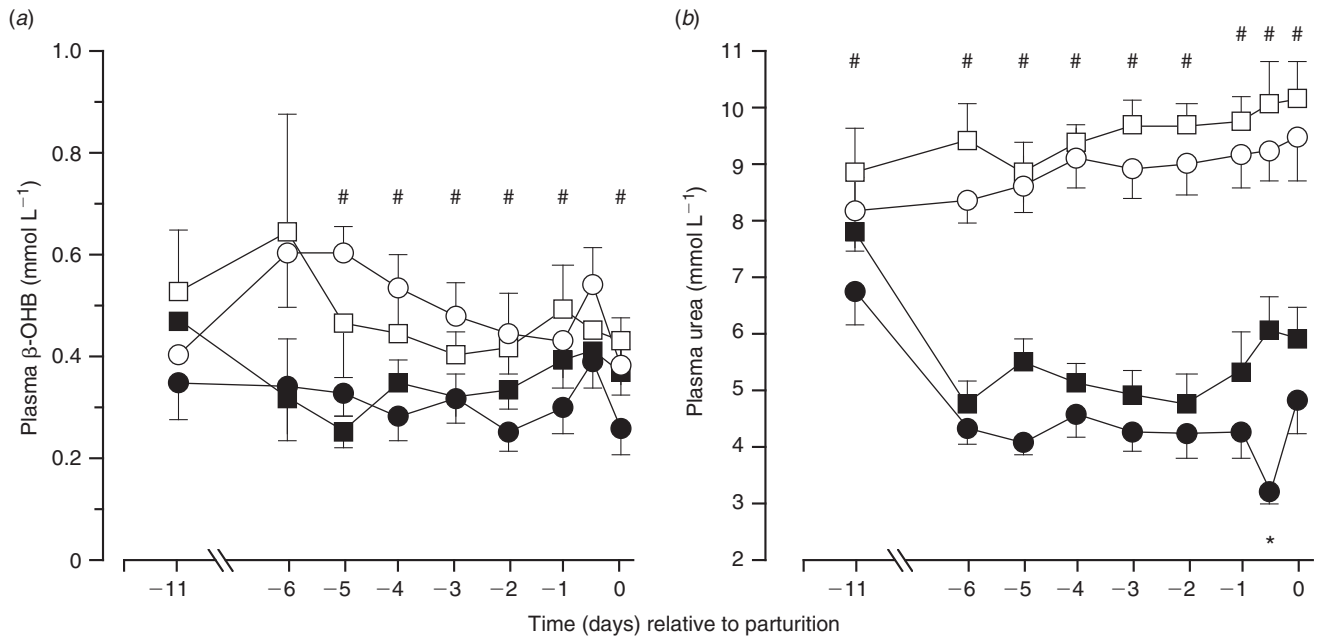 (a)
(b)
# # # # # #
# # # # # # # # #
1.0
0.8
0.6
0.4
0.2
0
Plasma β-OHB (mmol L−1)
−11 −6 −5 −4 −3 −2 −1 0
11
10
9
8
7
6
5
4
3
2
Plasma urea (mmol L−1)
*
−11 −6 −5 −4 −3 −2 −1 0
Time (days) relative to parturition